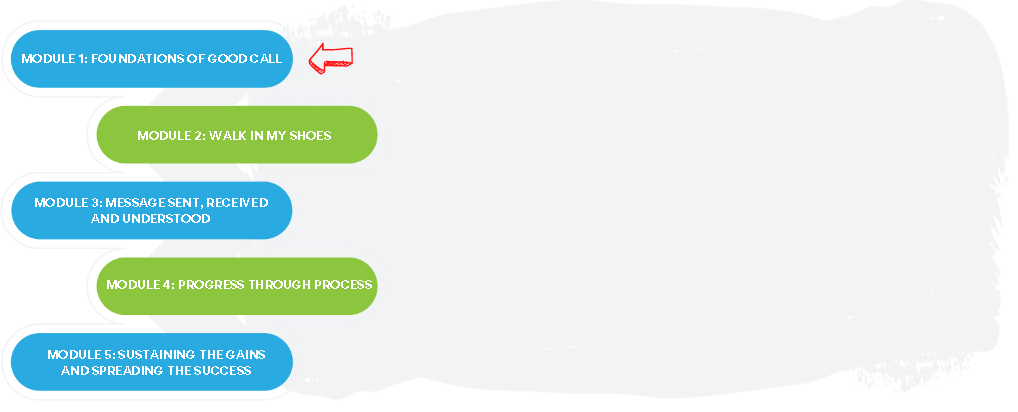 MODULE 1: FOUNDATIONS OF GOOD CALL
MODULE 2: WALK IN MY SHOES
MODULE 3: MESSAGE SENT, RECEIVED
AND UNDERSTOOD
MODULE 4: PROGRESS THROUGH PROCESS
MODULE 5: SUSTAINING THE GAINS
AND SPREADING THE SUCCESS